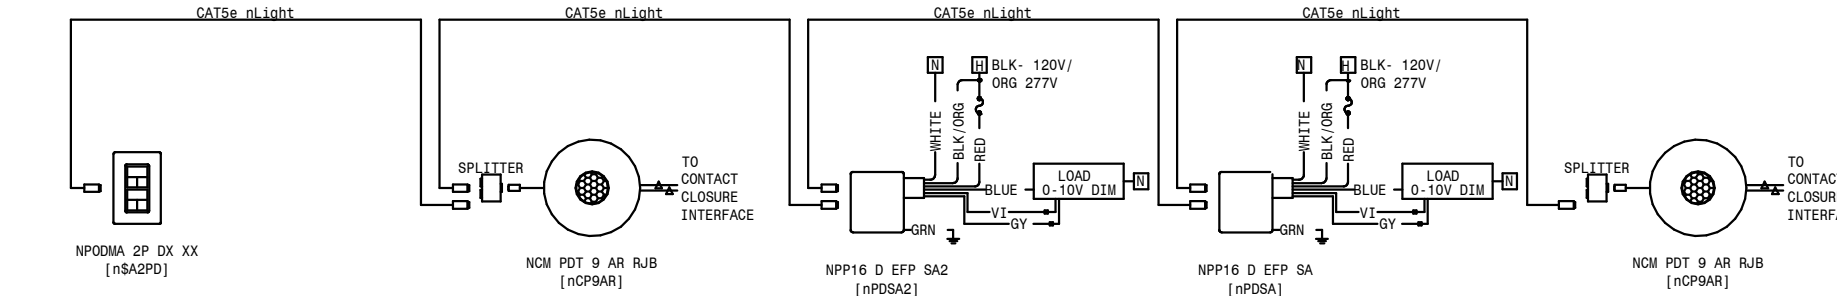 CAT5e nLight
CAT5e nLight
CAT5e nLight
CAT5e nLight
N
H
BLK- 120V/
ORG 277V
WHITE
BLK/ORG
RED
N
H
BLK- 120V/
ORG 277V
WHITE
BLK/ORG
RED
SPLITTER
TO
CONTACT
CLOSURE
INTERFACE
BLUE
LOAD
0-10V DIM
N
VI
GY
GRN
BLUE
LOAD
0-10V DIM
N
VI
GY
GRN
SPLITTER
TO
CONTACT
CLOSURE
INTERFA
NPODMA 2P DX XX
[n$A2PD]
NCM PDT 9 AR RJB
[nCP9AR]
NPP16 D EFP SA2
[nPDSA2]
NPP16 D EFP SA
[nPDSA]
NCM PDT 9 AR RJB
[nCP9AR]